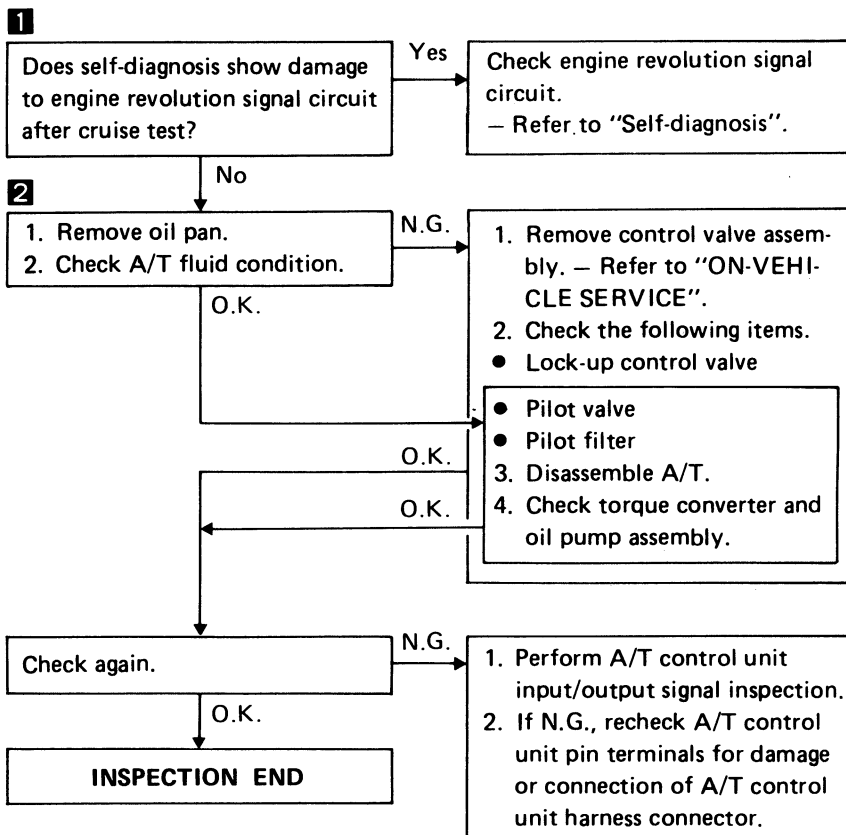 1
Does self-diagnosis show damage
to engine revolution signal circuit
after cruise test?
Yes
Check engine revolution signal
circuit.
— Refer to "Self-diagnosis".
No
2
1. Remove oil pan.
2. Check A/T fluid condition.
N.G.
O.K.
1. Remove control valve assem-
bly. — Refer to "ON-VEHI-
CLE SERVICE".
2. Check the following items.
● Lock-up control valve
● Pilot valve
● Pilot filter
3. Disassemble A/T.
4. Check torque converter and
oil pump assembly.
O.K.
O.K.
Check again.
N.G.
O.K.
1. Perform A/T control unit
input/output signal inspection.
2. If N.G., recheck A/T control
unit pin terminals for damage
or connection of A/T control
unit harness connector.
INSPECTION END